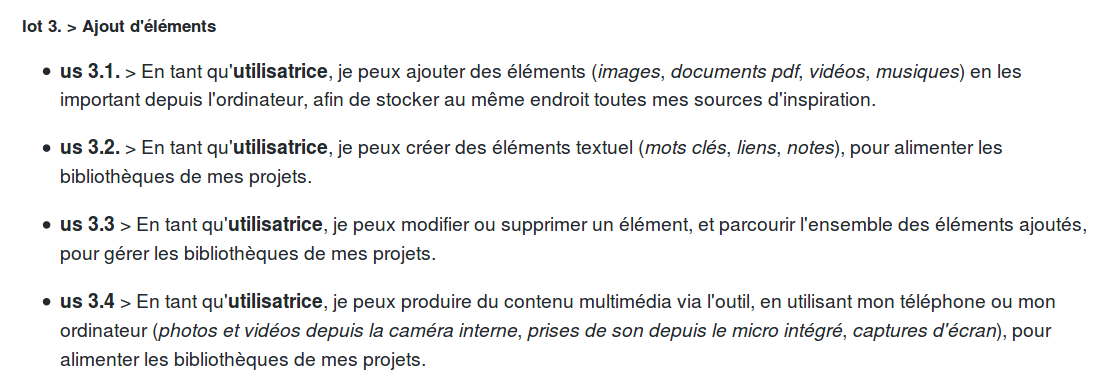 lot 3. > Ajout d'éléments
us 3.1. > En tant qu'utilisatrice, je peux ajouter des éléments (images, documents pdf, vidéos, musiques) en les
important depuis l'ordinateur, afin de stocker au même endroit toutes mes sources d'inspiration.
us 3.2. > En tant qu'utilisatrice, je peux créer des éléments textuel (mots clés, liens, notes), pour alimenter les
bibliothèques de mes projets.
us 3.3 > En tant qu'utilisatrice, je peux modifier ou supprimer un élément, et parcourir l'ensemble des éléments ajoutés,
pour gérer les bibliothèques de mes projets.
us 3.4 > En tant qu'utilisatrice, je peux produire du contenu multimédia via l'outil, en utilisant mon téléphone ou mon
ordinateur (photos et vidéos depuis la caméra interne, prises de son depuis le micro intégré, captures d'écran), pour
alimenter les bibliothèques de mes projets.